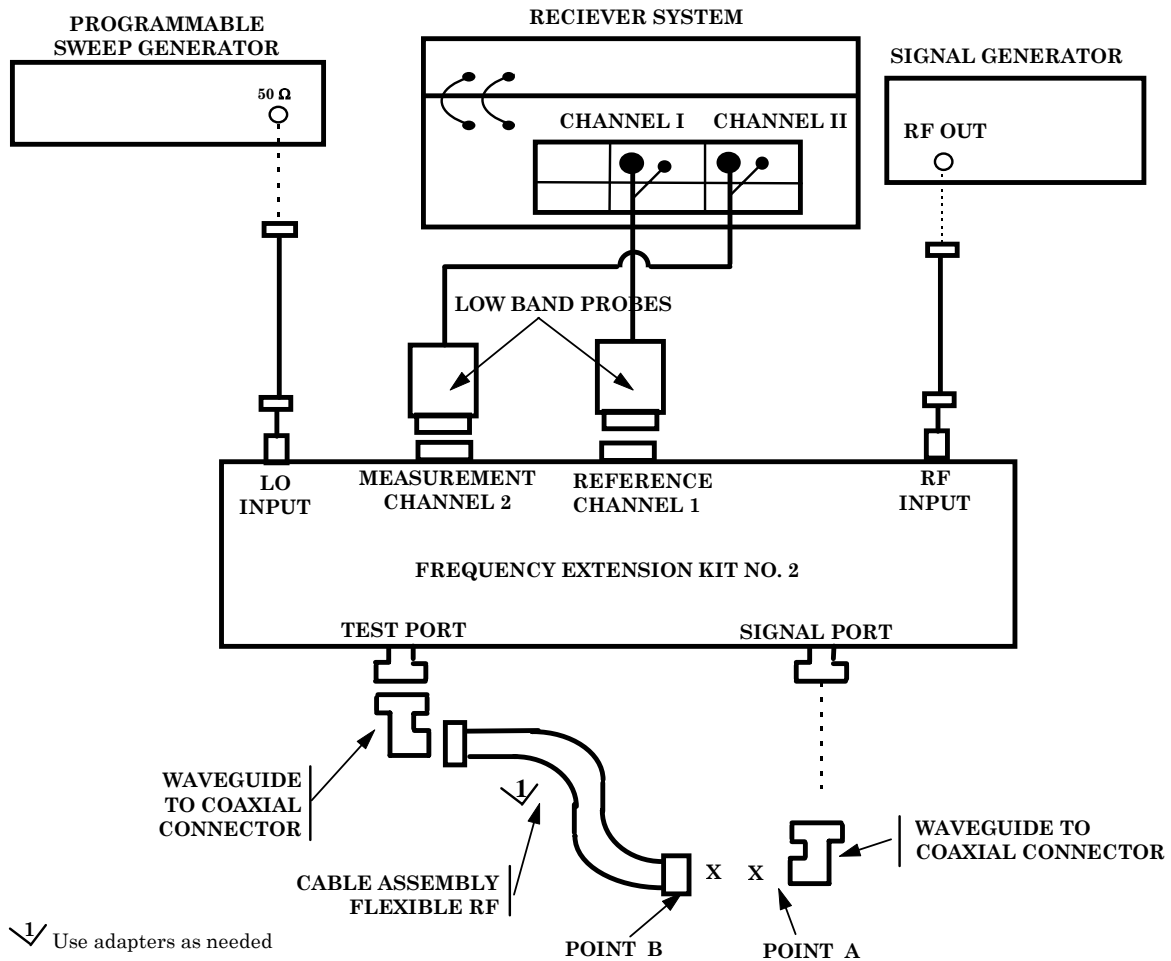 PROGRAMMABLE
SWEEP GENERATOR
50 Ω
RECIEVER SYSTEM
CHANNEL I
CHANNEL II
SIGNAL GENERATOR
RF OUT
LOW BAND PROBES
LO
INPUT
MEASUREMENT
CHANNEL 2
REFERENCE
CHANNEL 1
RF
INPUT
FREQUENCY EXTENSION KIT NO. 2
TEST PORT
SIGNAL PORT
WAVEGUIDE
TO COAXIAL
CONNECTOR
1
CABLE ASSEMBLY
FLEXIBLE RF
X
X
WAVEGUIDE TO
COAXIAL CONNECTOR
POINT B
POINT A
1 Use adapters as needed